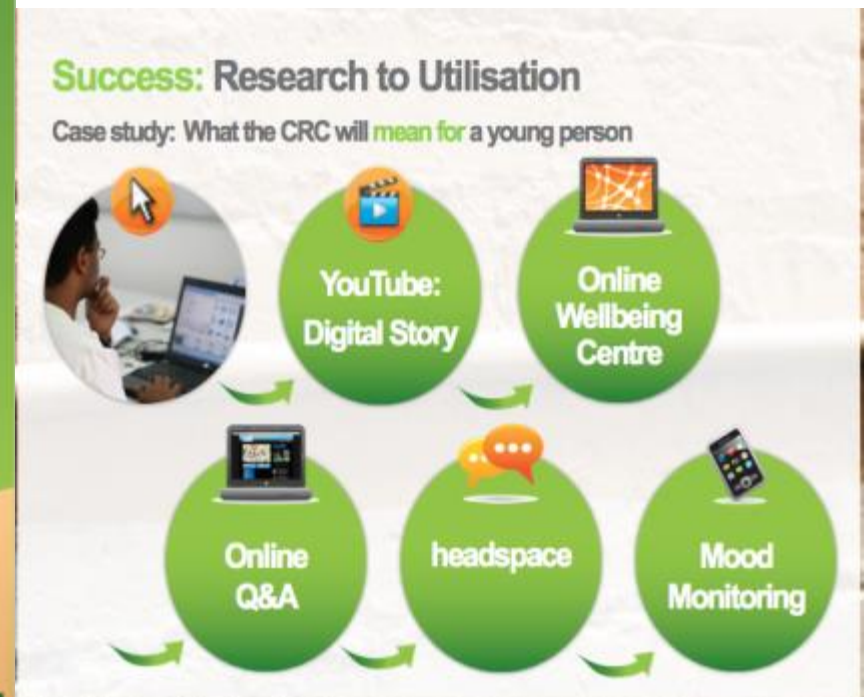 Success: Research to Utilisation
Case study: What the CRC will mean for a young person
YouTube:
Digital Story
Online
Wellbeing
Centre
Online
Q&A
headspace
Mood
Monitoring